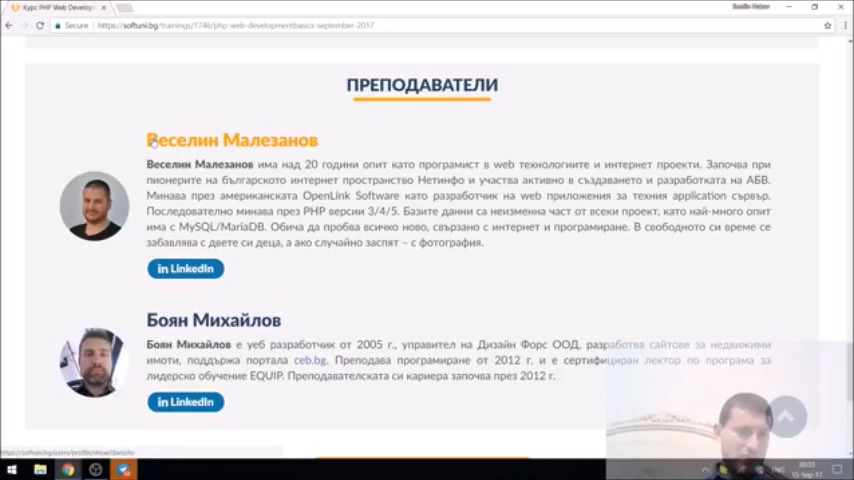 Курс PHP Web Develop
Secure | https://softuni.bg/trainings/1746/php-web-developmentbasics-september-2017
ПРЕПОДАВАТЕЛИ
Веселин Малезанов
Веселин Малезанов има над 20 години опит като програмист в web технологиите и интернет проекти. Започва при
пионерите на българското интернет пространство Нетинфо и участва активно в създаването и разработката на АБВ.
Минава през американската OpenLink Software като разработчик на web приложения за техния application сървър.
Последователно минава през PHP версии 3/4/5. Базите данни са неизменна част от всеки проект, като най-много опит
има с MySQL/MariaDB. Обича да пробва всичко ново, свързано с интернет и програмиране. В свободното си време се
забавлява с двете си деца, а ако случайно заспят – с фотография.
in LinkedIn
Боян Михайлов
Боян Михайлов е уеб разработчик от 2005 г., управител на Дизайн Форс ООД, разработва сайтове за недвижими
имоти, поддържа портала ceb.bg. Преподава програмиране от 2012 г. и е сертифициран лектор по програма за
лидерско обучение EQUIP. Преподавателската си кариера започва през 2012 г.
in LinkedIn
ENG
20:33
15-Sep-17